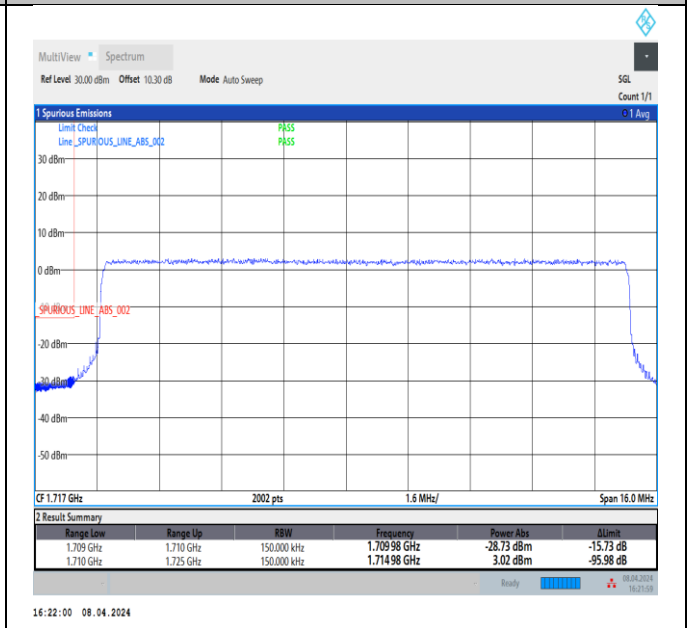 MultiView Spectrum
Ref Level 30.00 dBm Offset 10.30 dB Mode Auto Sweep SGL
Count 1/1
1 Spurious Emissions 1 Avg
Limit Check PASS
Line _SPURIOUS_LINE_ABS_002 PASS
30 dBm
20 dBm
10 dBm
0 dBm
_SPURIOUS_LINE_ABS_002
-20 dBm
-30 dBm
-40 dBm
-50 dBm
CF 1.717 GHz 2002 pts 1.6 MHz/ Span 16.0 MHz
2 Result Summary
Range Low Range Up RBW Frequency Power Abs ΔLimit
1.709 GHz 1.710 GHz 150.000 kHz 1.709 98 GHz -28.73 dBm -15.73 dB
1.710 GHz 1.725 GHz 150.000 kHz 1.714 98 GHz 3.02 dBm -95.98 dB
Ready 08.04.2024
16:21:59
16:22:00 08.04.2024